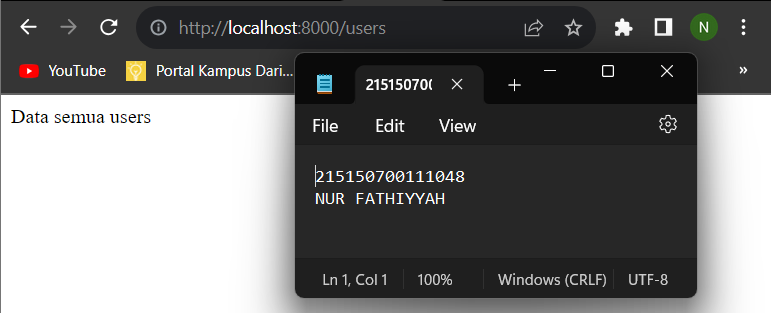 http://localhost:8000/users
N
YouTube
Portal Kampus Dari...
»
Data semua users
215150700
File Edit View
215150700111048
NUR FATHIYYAH
Ln 1, Col 1
100%
Windows (CRLF)
UTF-8